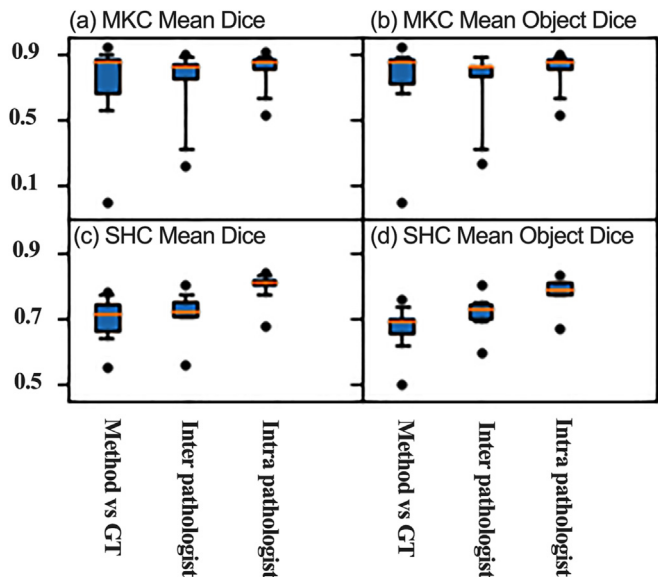 (a) MKC Mean Dice
(b) MKC Mean Object Dice
0.9
0.5
0.1
(c) SHC Mean Dice
(d) SHC Mean Object Dice
0.9
0.7
0.5
Method vs GT
Inter pathologist
Intra pathologist
Method vs GT
Inter pathologist
Intra pathologist